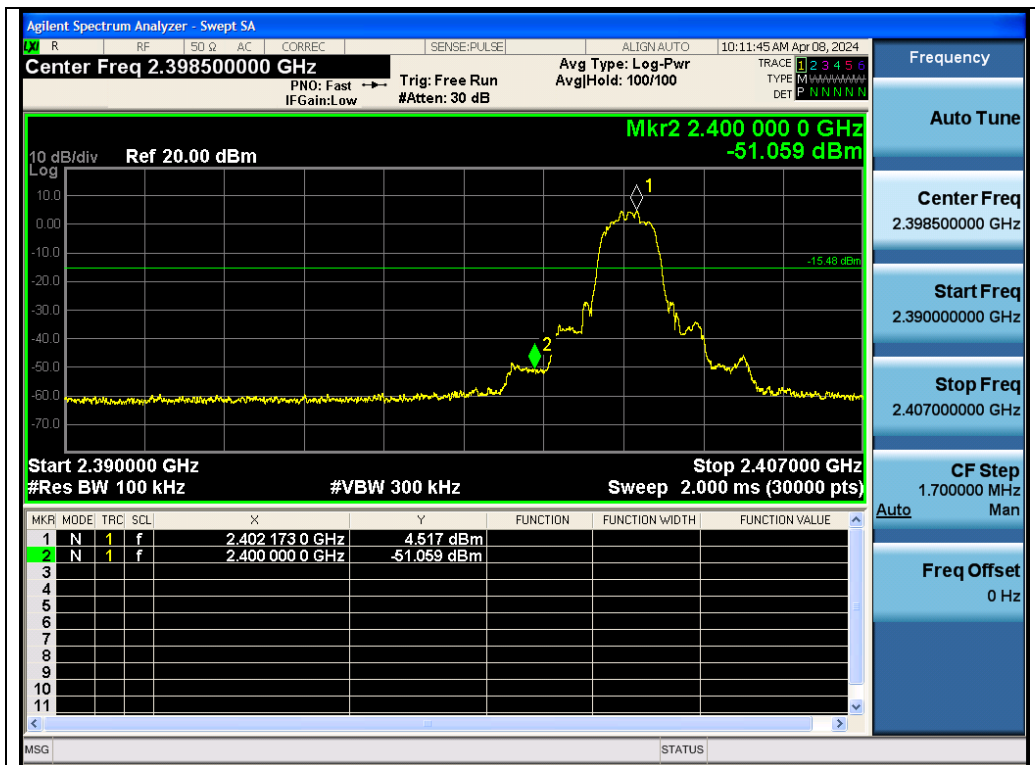 Agilent Spectrum Analyzer - Swept SA
LXI R RF 50 Ω AC CORREC SENSE:PULSE ALIGN AUTO 10:11:45 AM Apr 08, 2024
Center Freq 2.398500000 GHz
PNO: Fast
IFGain:Low
Trig: Free Run
#Atten: 30 dB
Avg Type: Log-Pwr
Avg|Hold: 100/100
TRACE 1 2 3 4 5 6
TYPE M WWWWW
DET P N N N N N
Mkr2 2.400 000 0 GHz
-51.059 dBm
10 dB/div Ref 20.00 dBm
Log
10.0
0.00
-10.0
-20.0
-30.0
-40.0
-50.0
-60.0
-70.0
1
-15.48 dBm
2
Start 2.390000 GHz Stop 2.407000 GHz
#Res BW 100 kHz #VBW 300 kHz Sweep 2.000 ms (30000 pts)
MKR MODE TRC SCL X Y FUNCTION FUNCTION WIDTH FUNCTION VALUE
1 N 1 f 2.402 173 0 GHz 4.517 dBm
2 N 1 f 2.400 000 0 GHz -51.059 dBm
3
4
5
6
7
8
9
10
11
MSG STATUS
Frequency
Auto Tune
Center Freq
2.398500000 GHz
Start Freq
2.390000000 GHz
Stop Freq
2.407000000 GHz
CF Step
1.700000 MHz
Auto Man
Freq Offset
0 Hz